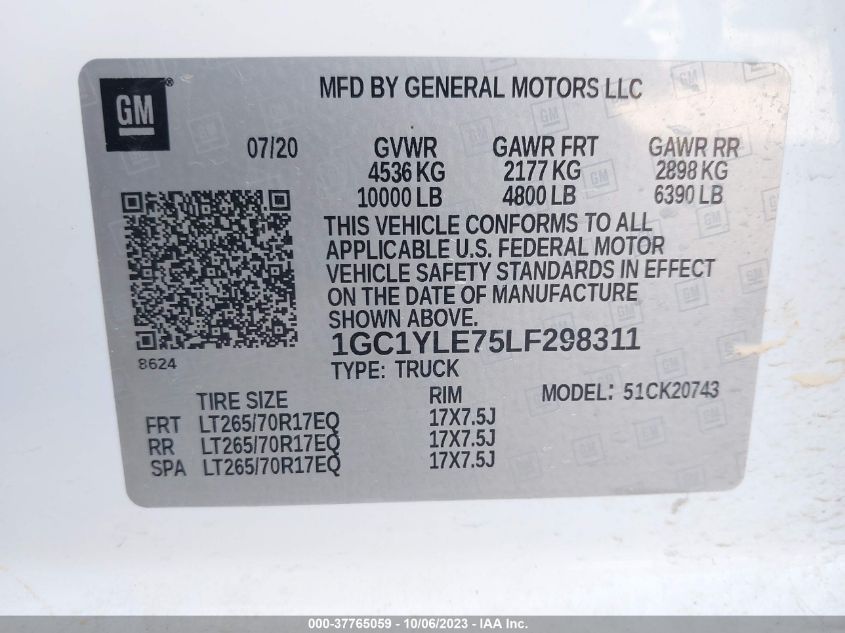 GM
MFD BY GENERAL MOTORS LLC
07/20 GVWR GAWR FRT GAWR RR
4536 KG 2177 KG 2898 KG
10000 LB 4800 LB 6390 LB
THIS VEHICLE CONFORMS TO ALL
APPLICABLE U.S. FEDERAL MOTOR
VEHICLE SAFETY STANDARDS IN EFFECT
ON THE DATE OF MANUFACTURE
SHOWN ABOVE.
8624
1GC1YLE75LF298311
TYPE: TRUCK
TIRE SIZE RIM MODEL: 51CK20743
FRT LT265/70R17EQ 17X7.5J
RR LT265/70R17EQ 17X7.5J
SPA LT265/70R17EQ 17X7.5J
000-37765059 - 10/06/2023 - IAA Inc.